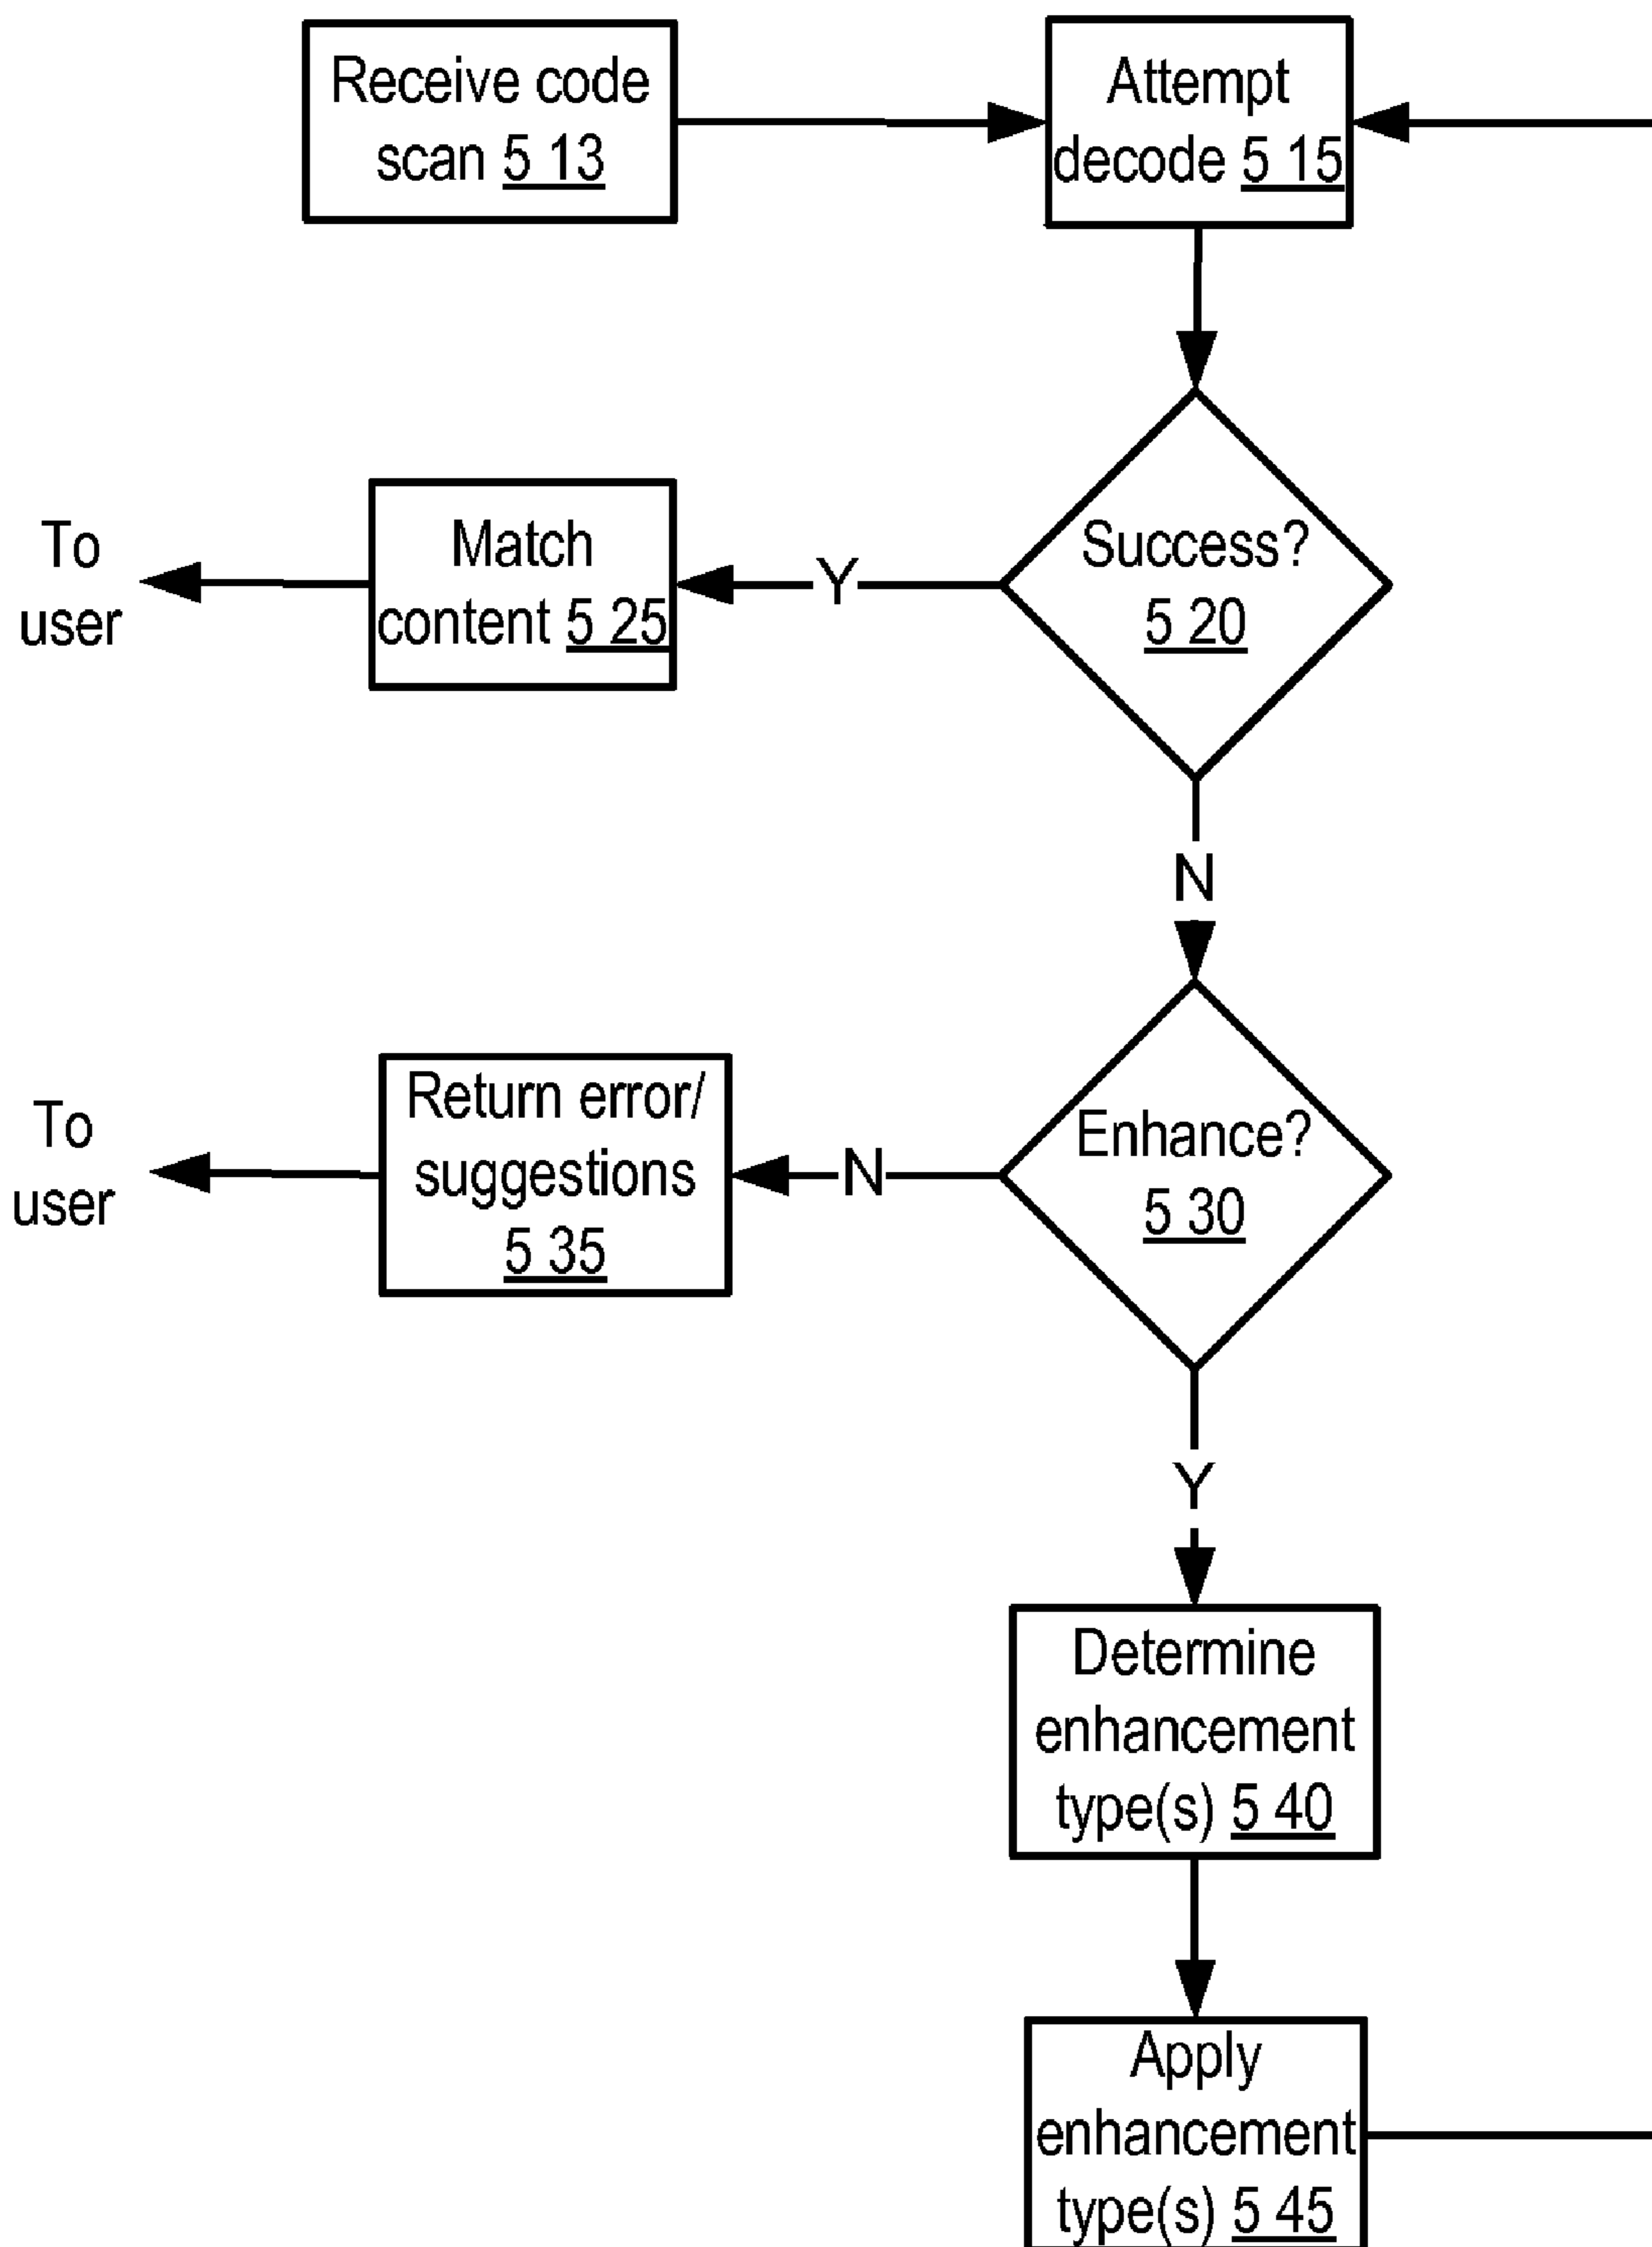 Receive code
scan 5 13
Attempt
decode 5 15
Success?
5 20
Y
Match
content 5 25
To
user
N
Enhance?
5 30
N
Return error/
suggestions
5 35
To
user
Y
Determine
enhancement
type(s) 5 40
Apply
enhancement
type(s) 5 45